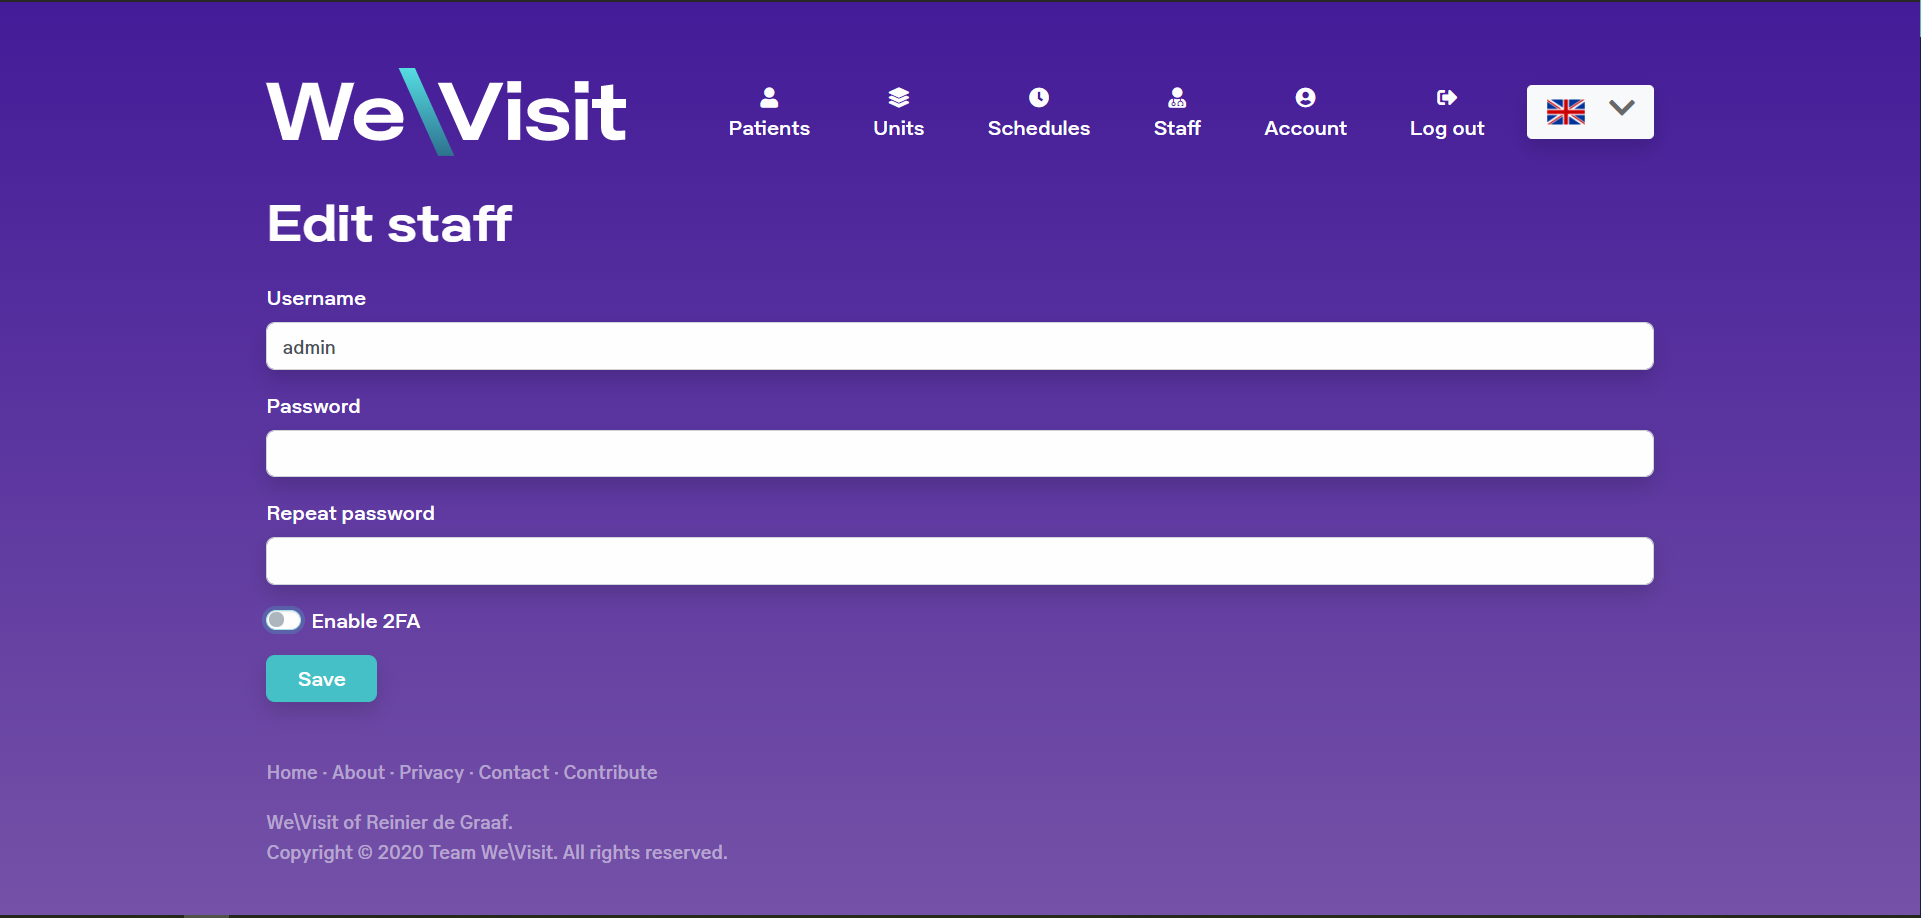 We\Visit
Patients
Units
Schedules
Staff
Account
Log out
Edit staff
Username
admin
Password
Repeat password
Enable 2FA
Save
Home · About · Privacy · Contact · Contribute
We\Visit of Reinier de Graaf.
Copyright © 2020 Team We\Visit. All rights reserved.